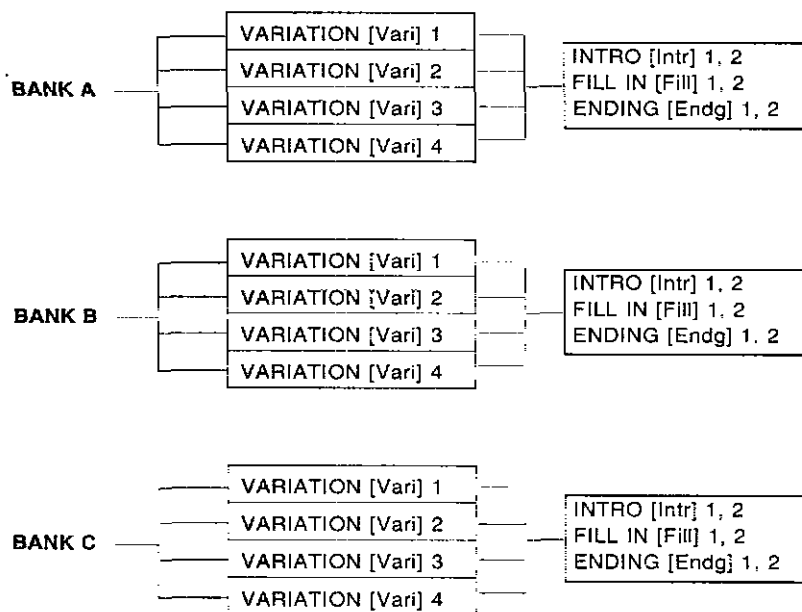 VARIATION [Vari] 1
VARIATION [Vari] 2
BANK A
VARIATION [Vari] 3
VARIATION [Vari] 4
INTRO [Intr] 1, 2
FILL IN [Fill] 1, 2
ENDING [Endg] 1, 2
VARIATION [Vari] 1
VARIATION [Vari] 2
BANK B
VARIATION [Vari] 3
VARIATION [Vari] 4
INTRO [Intr] 1, 2
FILL IN [Fill] 1, 2
ENDING [Endg] 1, 2
VARIATION [Vari] 1
VARIATION [Vari] 2
BANK C
VARIATION [Vari] 3
VARIATION [Vari] 4
INTRO [Intr] 1, 2
FILL IN [Fill] 1, 2
ENDING [Endg] 1, 2